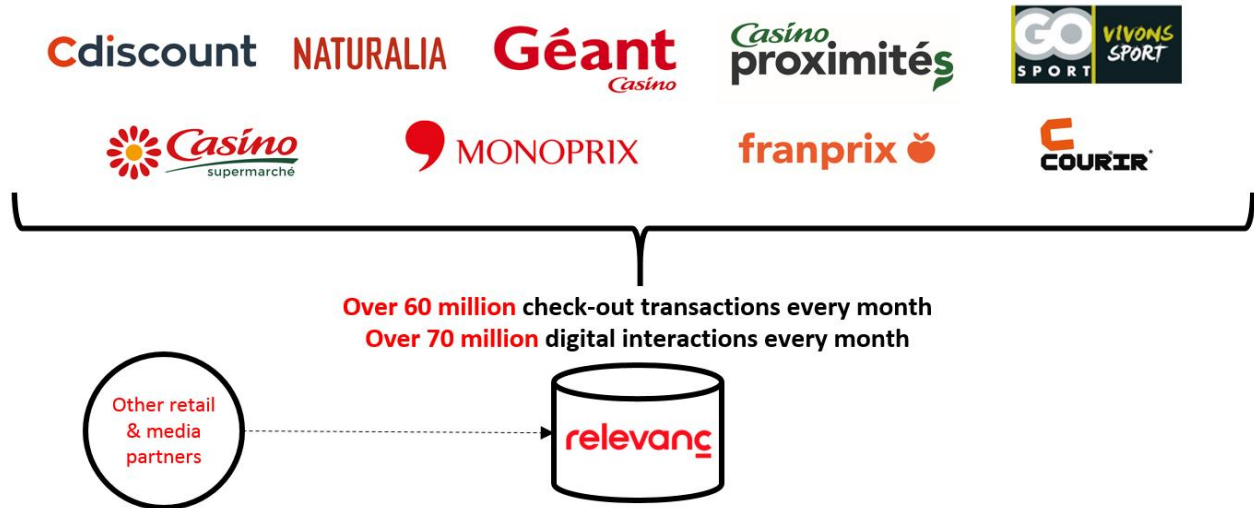 Cdiscount
NATURALIA
Géant
Casino
Casino
proximités
GO
SPORT
VIVONS
SPORT
Casino
supermarché
MONOPRIX
franprix
COURIR
Over 60 million check-out transactions every month
Over 70 million digital interactions every month
Other retail
& media
partners
relevanc